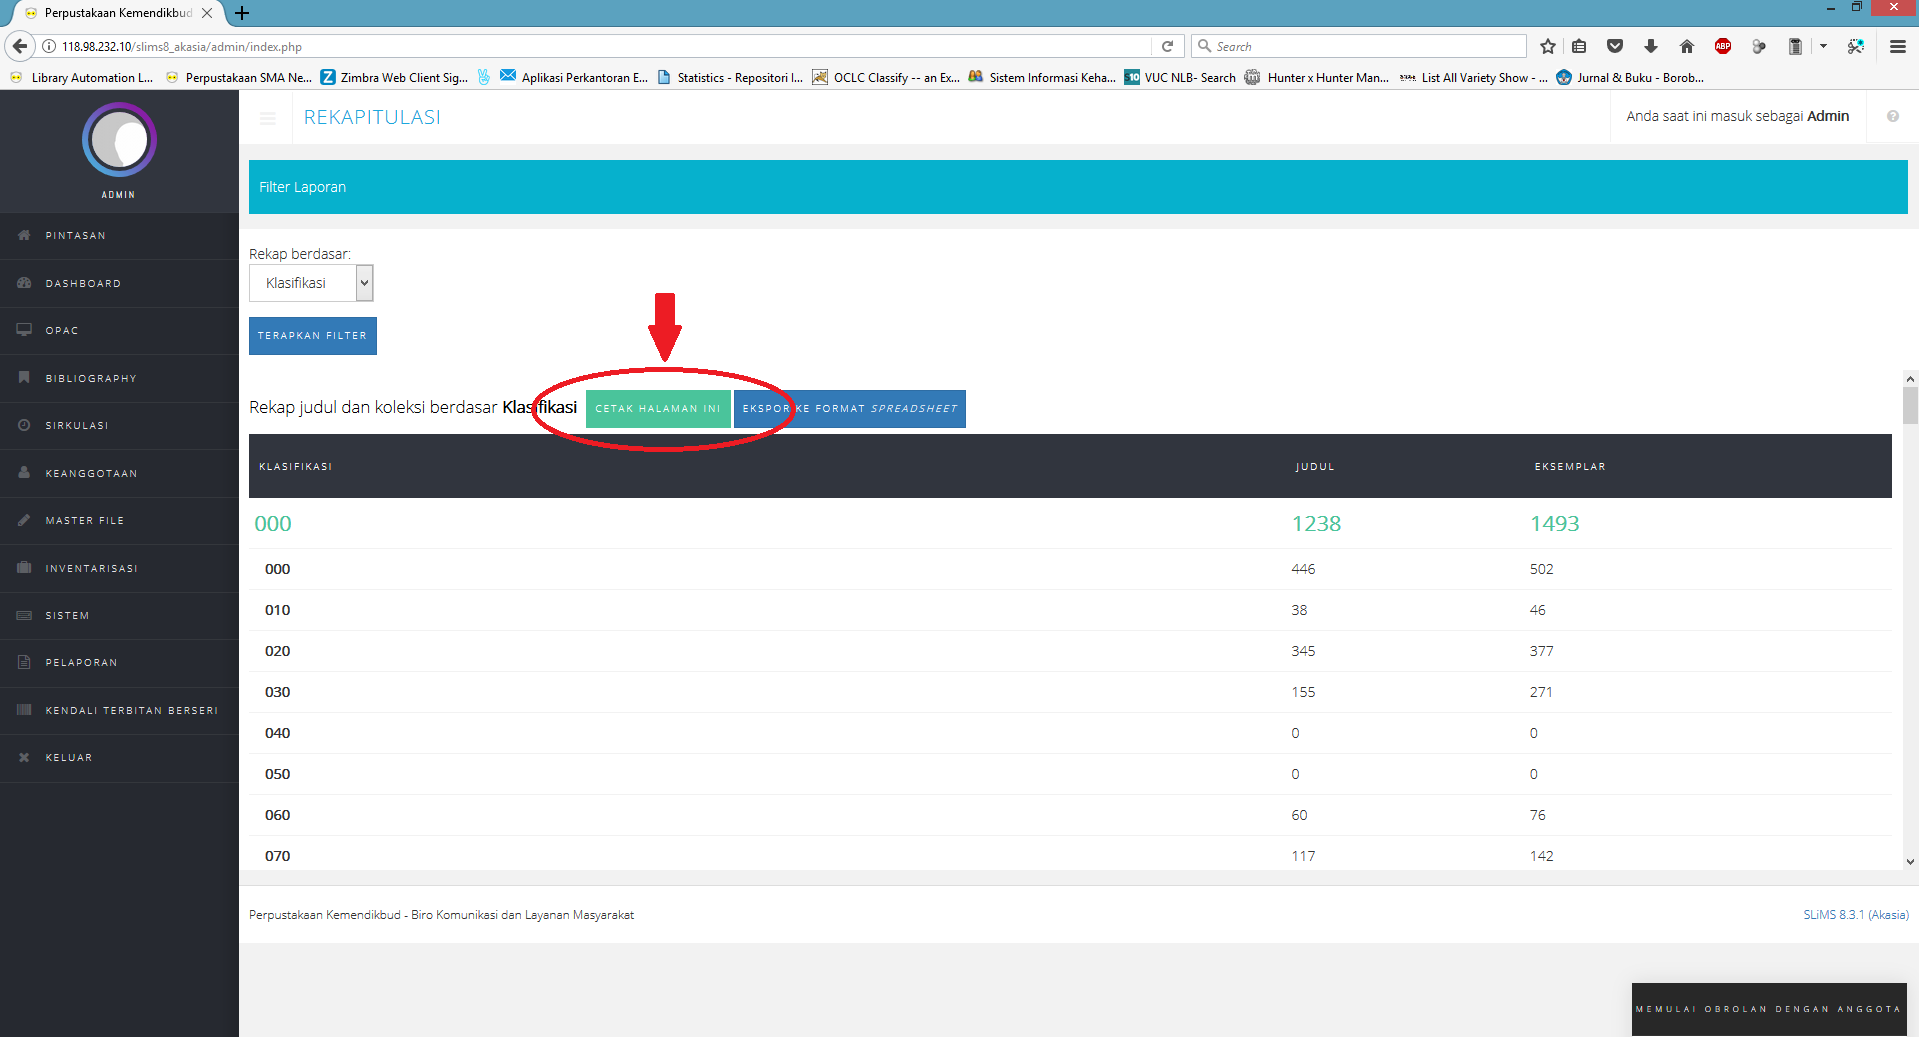 Perpustakaan Kemendikbud
118.98.232.10/slims8_akasia/admin/index.php
Search
ABP
Library Automation L...
Perpustakaan SMA Ne...
Zimbra Web Client Sig...
Aplikasi Perkantoran E...
Statistics - Repositori I...
OCLC Classify -- an Ex...
Sistem Informasi Keha...
VUC NLB- Search
Hunter x Hunter Man...
List All Variety Show - ...
Jurnal & Buku - Borob...
ADMIN
PINTASAN
DASHBOARD
OPAC
BIBLIOGRAPHY
SIRKULASI
KEANGGOTAAN
MASTER FILE
INVENTARISASI
SISTEM
PELAPORAN
KENDALI TERBITAN BERSERI
KELUAR
REKAPITULASI
Anda saat ini masuk sebagai Admin
Filter Laporan
Rekap berdasar:
Klasifikasi
TERAPKAN FILTER
Rekap judul dan koleksi berdasar Klasifikasi CETAK HALAMAN INI EKSPOR KE FORMAT SPREADSHEET
KLASIFIKASI JUDUL EKSEMPLAR
000 1238 1493
000 446 502
010 38 46
020 345 377
030 155 271
040 0 0
050 0 0
060 60 76
070 117 142
Perpustakaan Kemendikbud - Biro Komunikasi dan Layanan Masyarakat
SLiMS 8.3.1 (Akasia)
MEMULAI OBROLAN DENGAN ANGGOTA